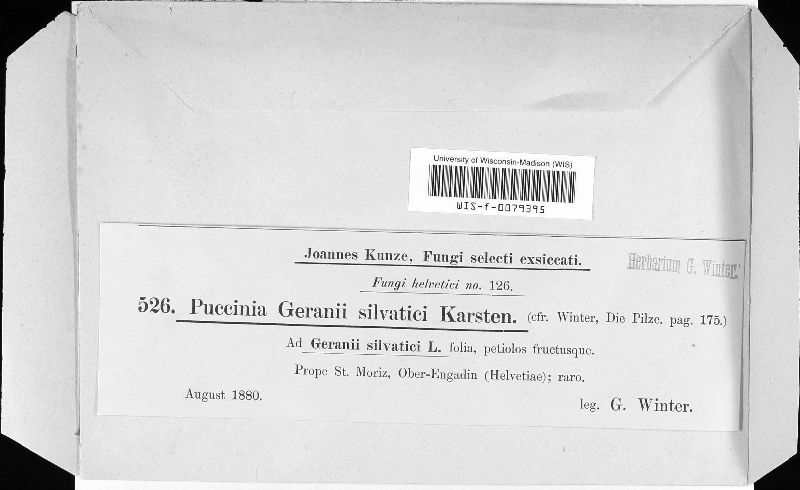 University of Wisconsin-Madison (WIS)
WIS-f-0079395
Joannes Kunze, Fungi selecti exsiccati.
Herbarium G. Winter.
Fungi helvetici no. 126.
526. Puccinia Geranii silvatici Karsten. (cfr. Winter, Die Pilze. pag. 175.)
Ad Geranii silvatici L. folia, petiolos fructusque.
Prope St. Moriz, Ober-Engadin (Helvetiae); raro.
August 1880.
leg. G. Winter.